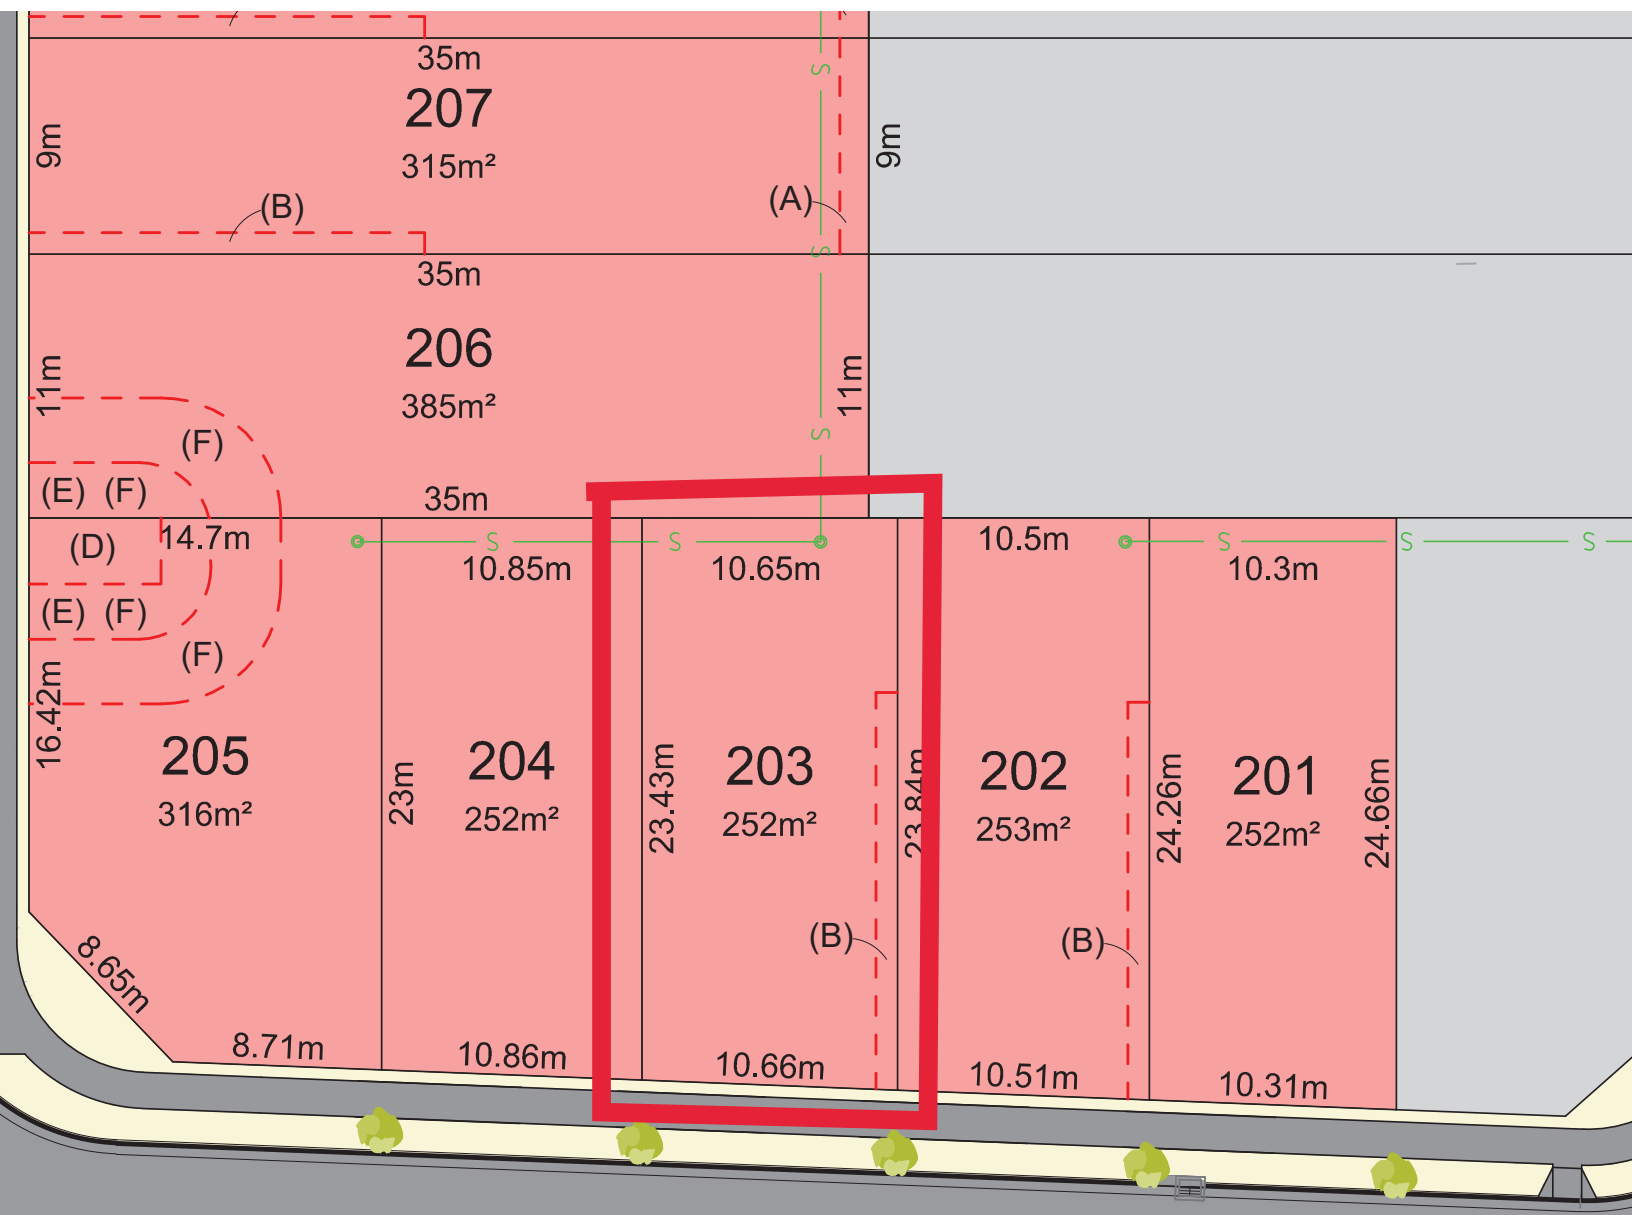 35m
207
9m
9m
315m²
(A)
(B)
S
S
35m
206
11m
11m
385m²
S
(F)
(E) (F)
35m
14.7m
S
S
10.5m
S
S
S
(D)
10.85m
10.65m
10.3m
(E) (F)
(F)
16.42m
205
316m²
23m
204
252m²
23.43m
203
252m²
23.84m
202
253m²
24.26m
201
252m²
24.66m
(B)
(B)
8.65m
8.71m
10.86m
10.66m
10.51m
10.31m